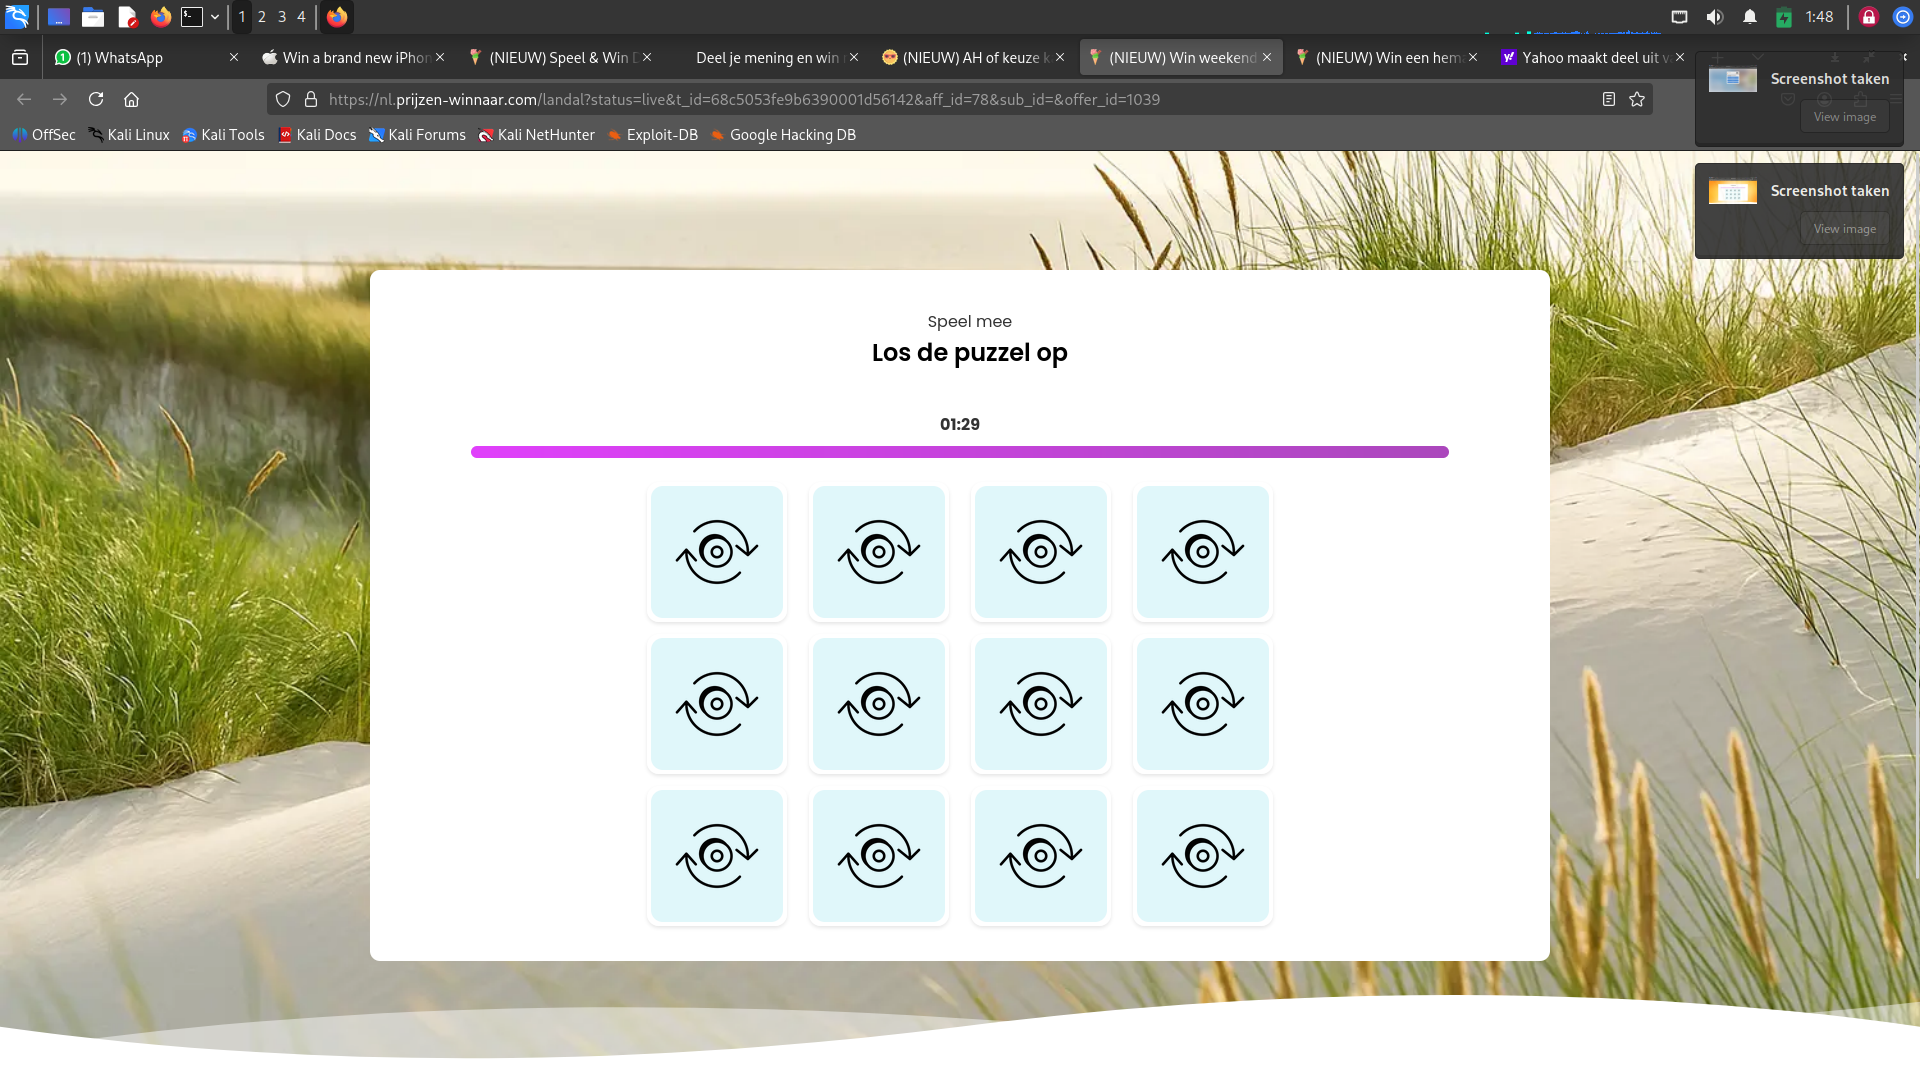 1 2 3 4
1:48
(1) WhatsApp
Win a brand new iPhon
(NIEUW) Speel & Win D
Deel je mening en win
(NIEUW) AH of keuze k
(NIEUW) Win weekend
(NIEUW) Win een hema
Yahoo maakt deel uit v
https://nl.prijzen-winnaar.com/landal?status=live&t_id=68c5053fe9b6390001d56142&aff_id=78&sub_id=&offer_id=1039
OffSec
Kali Linux
Kali Tools
Kali Docs
Kali Forums
Kali NetHunter
Exploit-DB
Google Hacking DB
Screenshot taken
View image
Screenshot taken
View image
Speel mee
Los de puzzel op
01:29